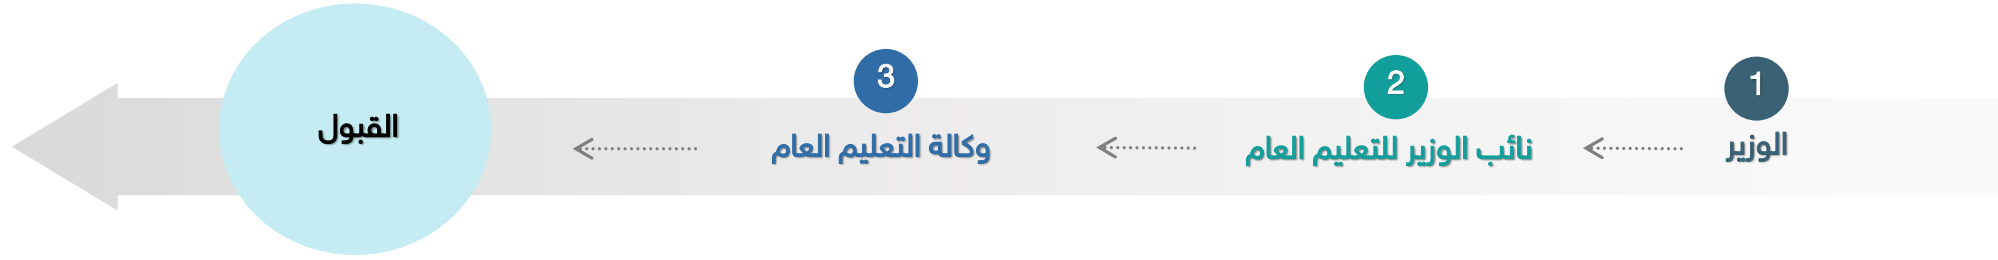 1
الوزير
2
نائب الوزير للتعليم العام
3
وكالة التعليم العام
القبول